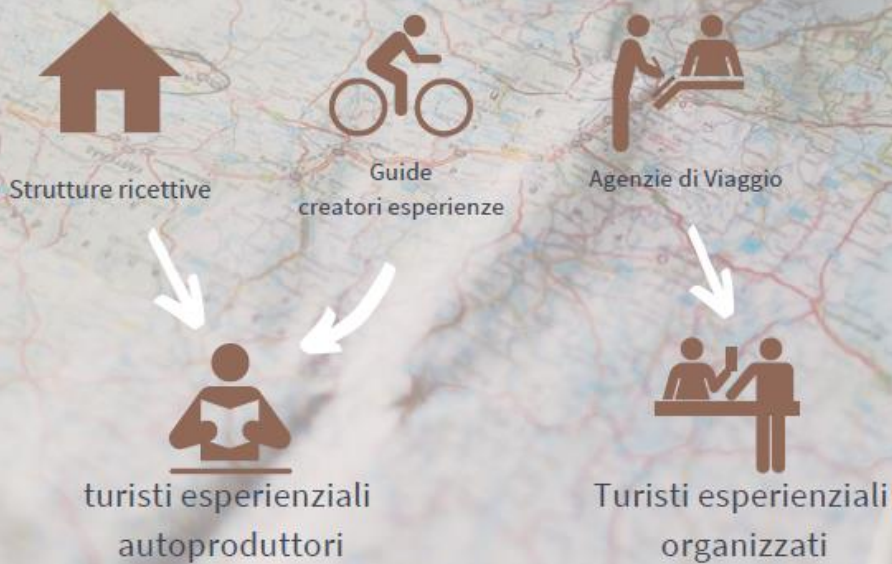 Strutture ricettive
Guide
creatori esperienze
Agenzie di Viaggio
turisti esperienziali
autoproduttori
Turisti esperienziali
organizzati